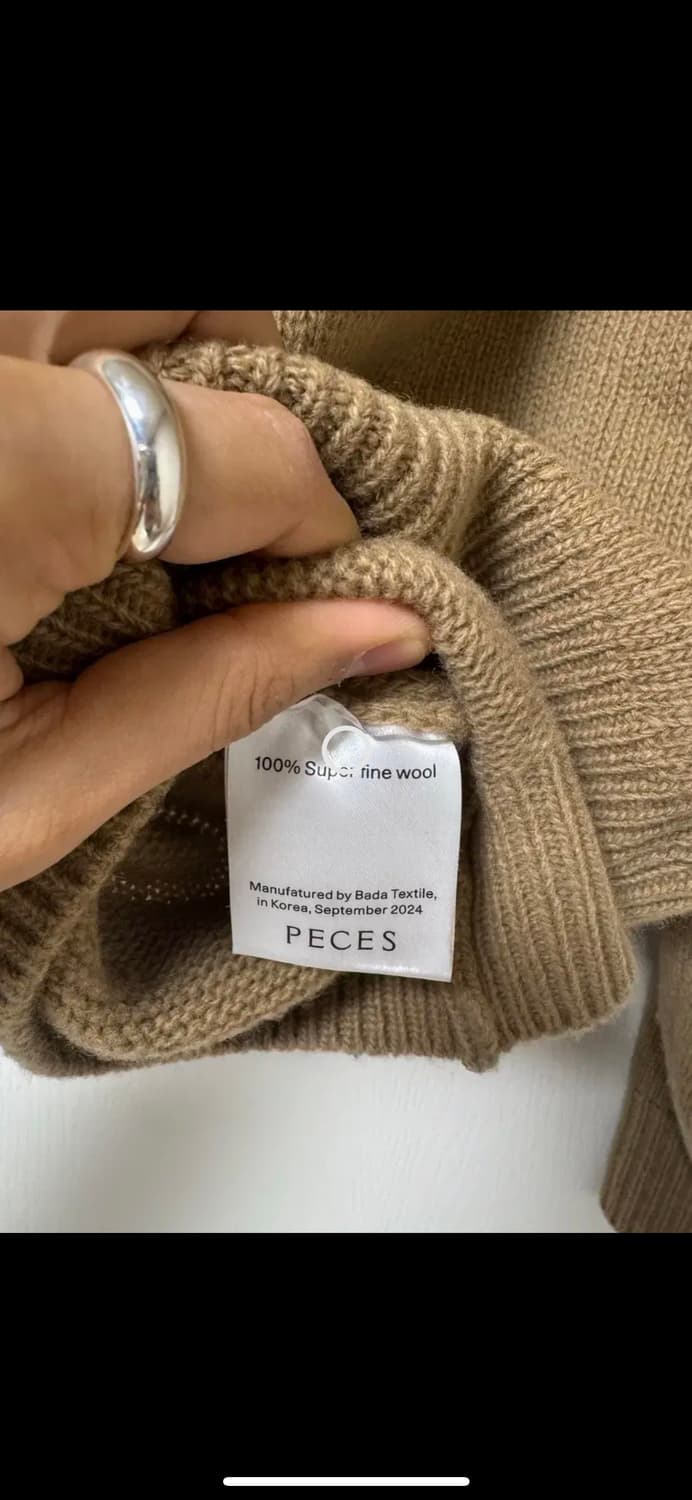 100% Super fine wool
Manufatured by Bada Textile,
in Korea, September 2024
PECES